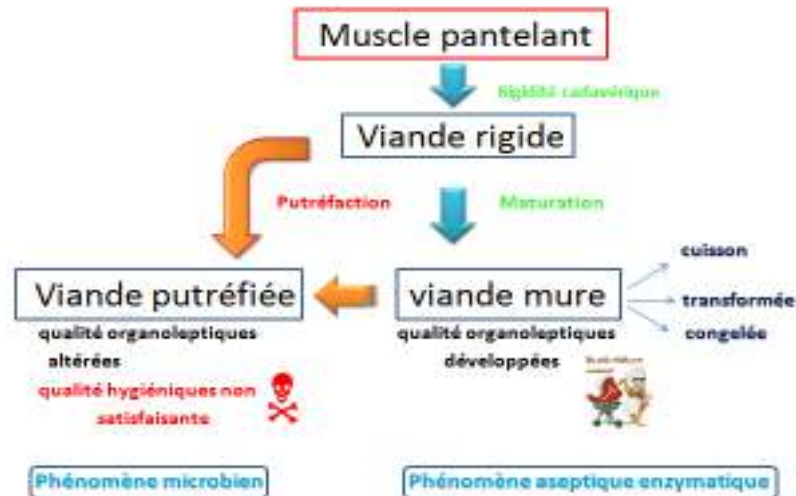 Muscle pantelant
Rigidité cadavérique
Viande rigide
Putréfaction
Maturation
Viande putréfiée
viande mure
cuisson
transformée
congelée
qualité organoleptiques
altérées
qualité hygiéniques non
satisfaisante
qualité organoleptiques
développées
Phénomène microbien
Phénomène aseptique enzymatique